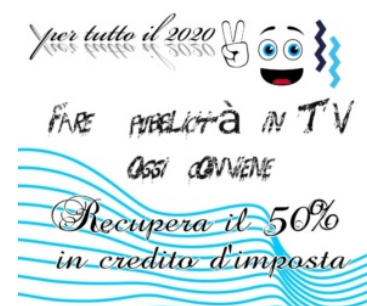 per tutto il 2020
FARE PUBBLICITà IN TV
OGGI CONVIENE
Recupera il 50%
in credito d'imposta